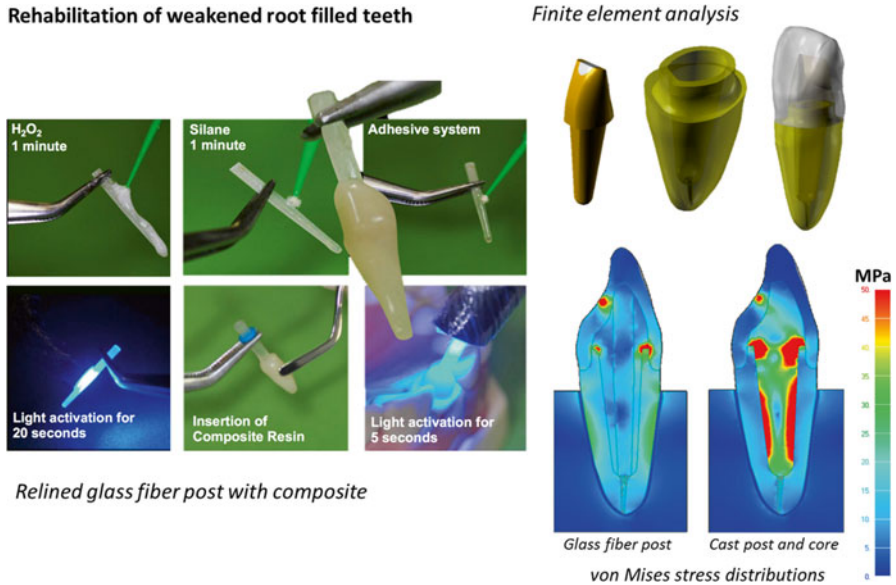 Rehabilitation of weakened root filled teeth
Finite element analysis
H₂O₂
1 minute
Silane
1 minute
Adhesive system
Light activation for
20 seconds
Insertion of
Composite Resin
Light activation for
5 seconds
Relined glass fiber post with composite
MPa
50
45
40
35
30
25
20
15
10
5
0
Glass fiber post
Cast post and core
von Mises stress distributions